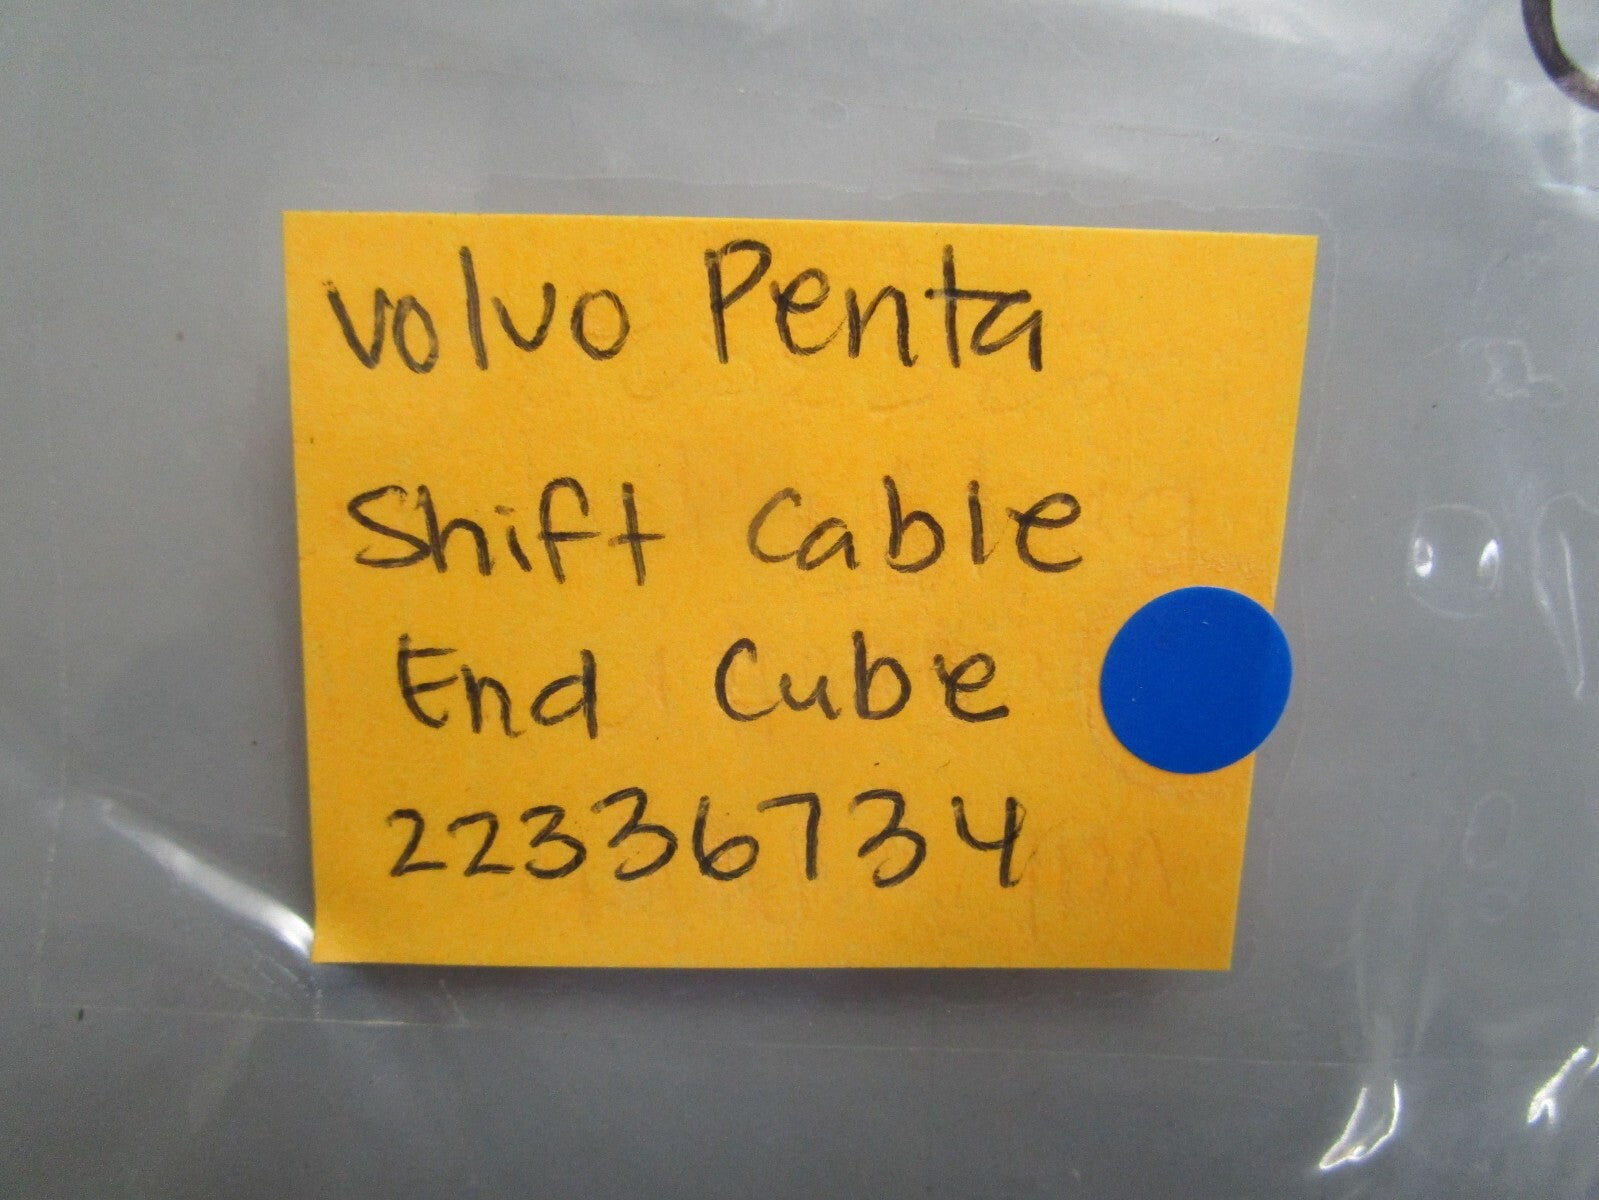 Volvo Penta
Shift Cable
End Cube
22336734